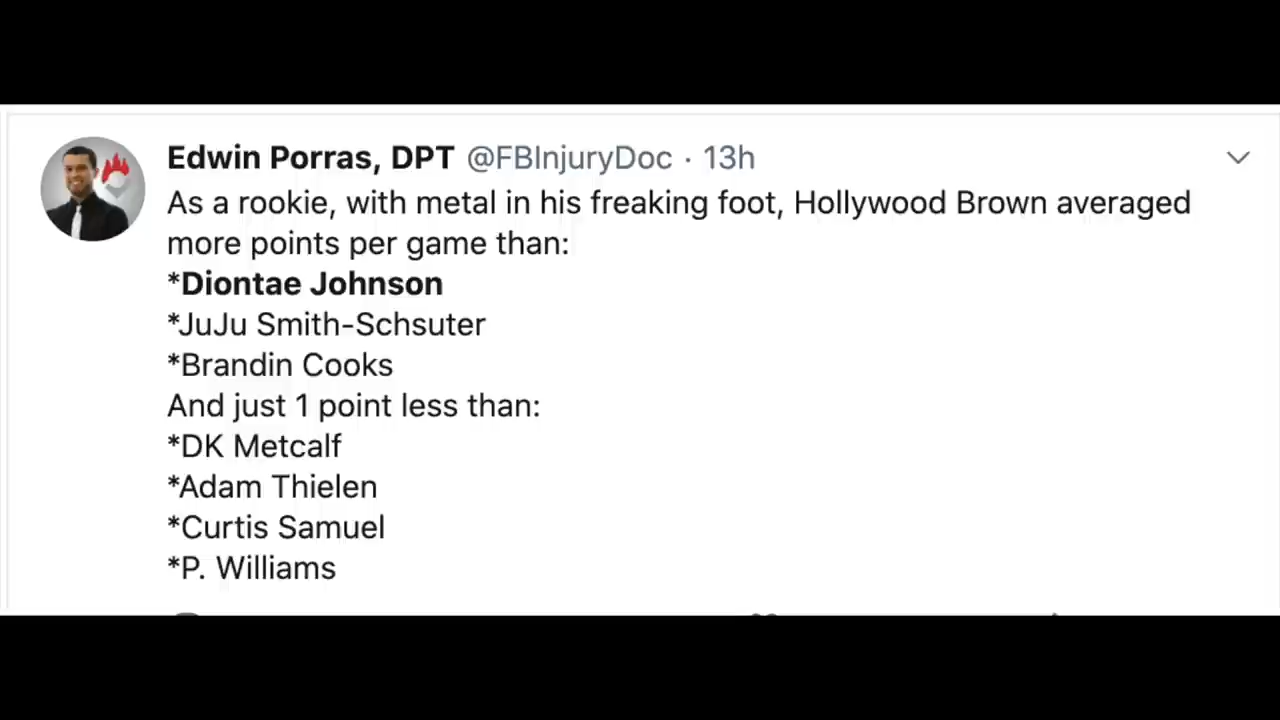 Edwin Porras, DPT @FBInjuryDoc · 13h
As a rookie, with metal in his freaking foot, Hollywood Brown averaged
more points per game than:
*Diontae Johnson
*JuJu Smith-Schsuter
*Brandin Cooks
And just 1 point less than:
*DK Metcalf
*Adam Thielen
*Curtis Samuel
*P. Williams